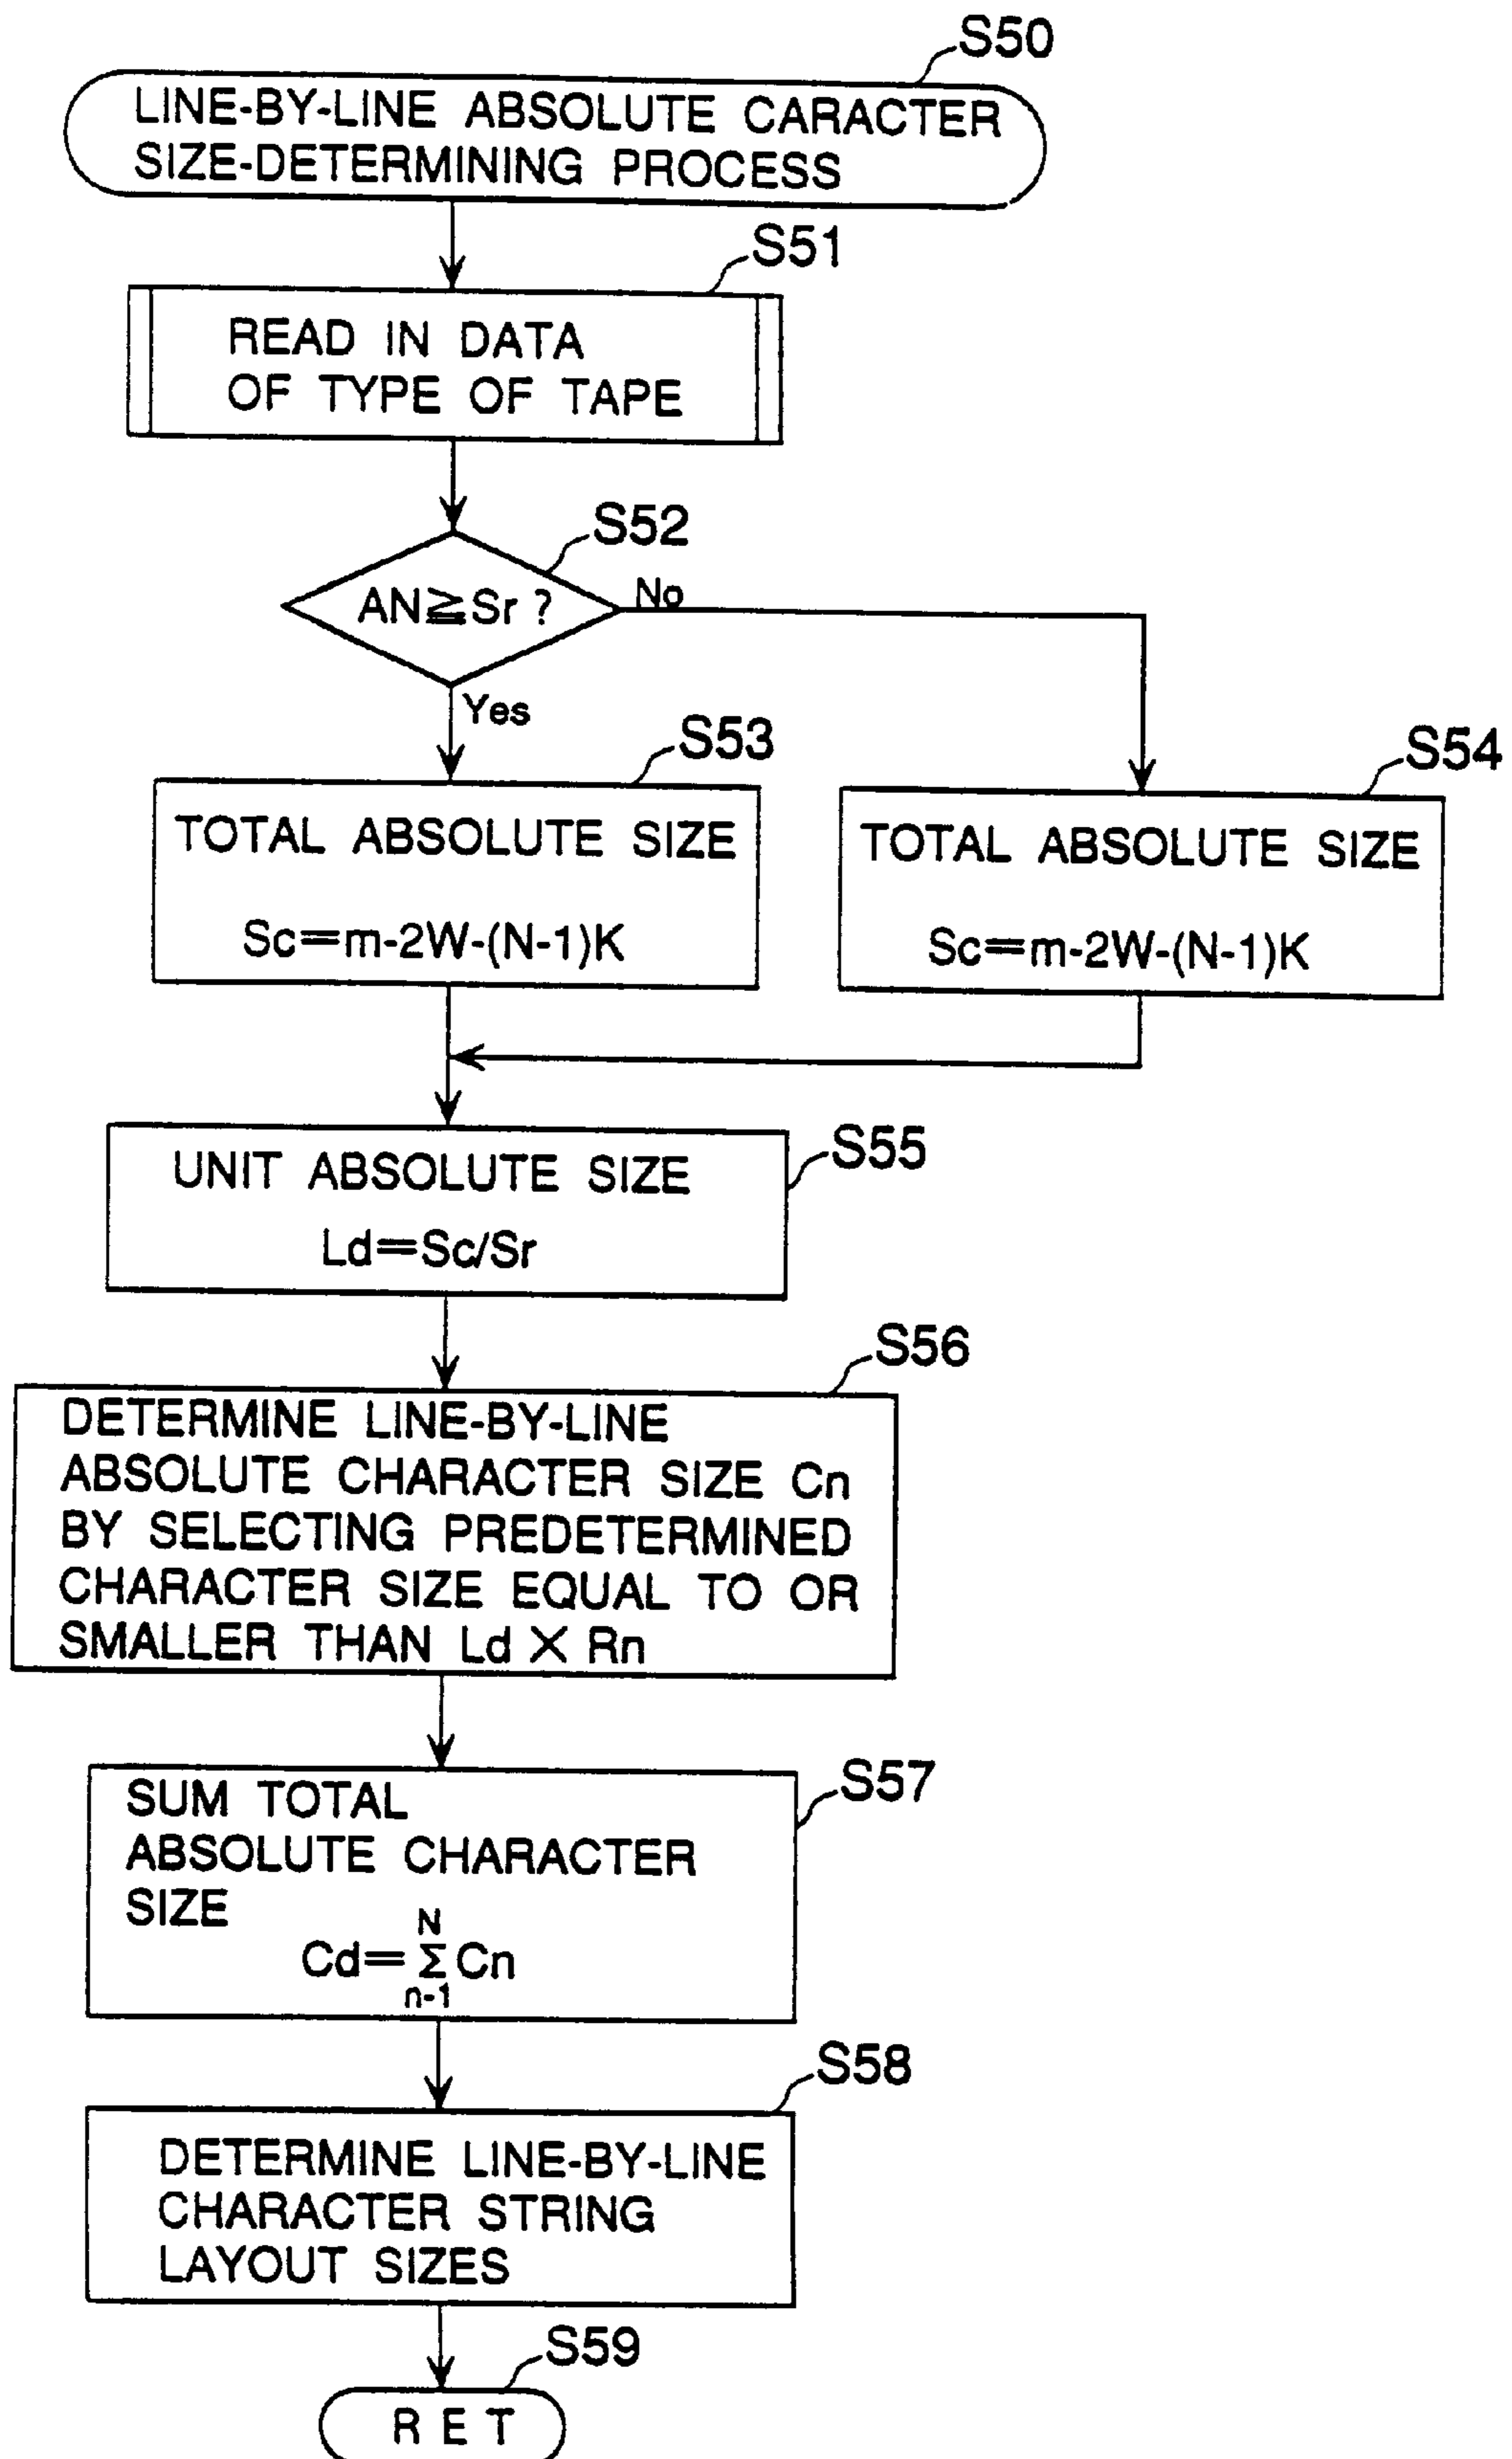 S50
LINE-BY-LINE ABSOLUTE CARACTER
SIZE-DETERMINING PROCESS
S51
READ IN DATA
OF TYPE OF TAPE
S52
AN≧Sr ?
No
Yes
S53
TOTAL ABSOLUTE SIZE
Sc=m-2W-(N-1)K
S54
TOTAL ABSOLUTE SIZE
Sc=m-2W-(N-1)K
S55
UNIT ABSOLUTE SIZE
Ld=Sc/Sr
S56
DETERMINE LINE-BY-LINE
ABSOLUTE CHARACTER SIZE Cn
BY SELECTING PREDETERMINED
CHARACTER SIZE EQUAL TO OR
SMALLER THAN Ld X Rn
S57
SUM TOTAL
ABSOLUTE CHARACTER
SIZE
N
Cd=Σ Cn
n-1
S58
DETERMINE LINE-BY-LINE
CHARACTER STRING
LAYOUT SIZES
S59
R E T